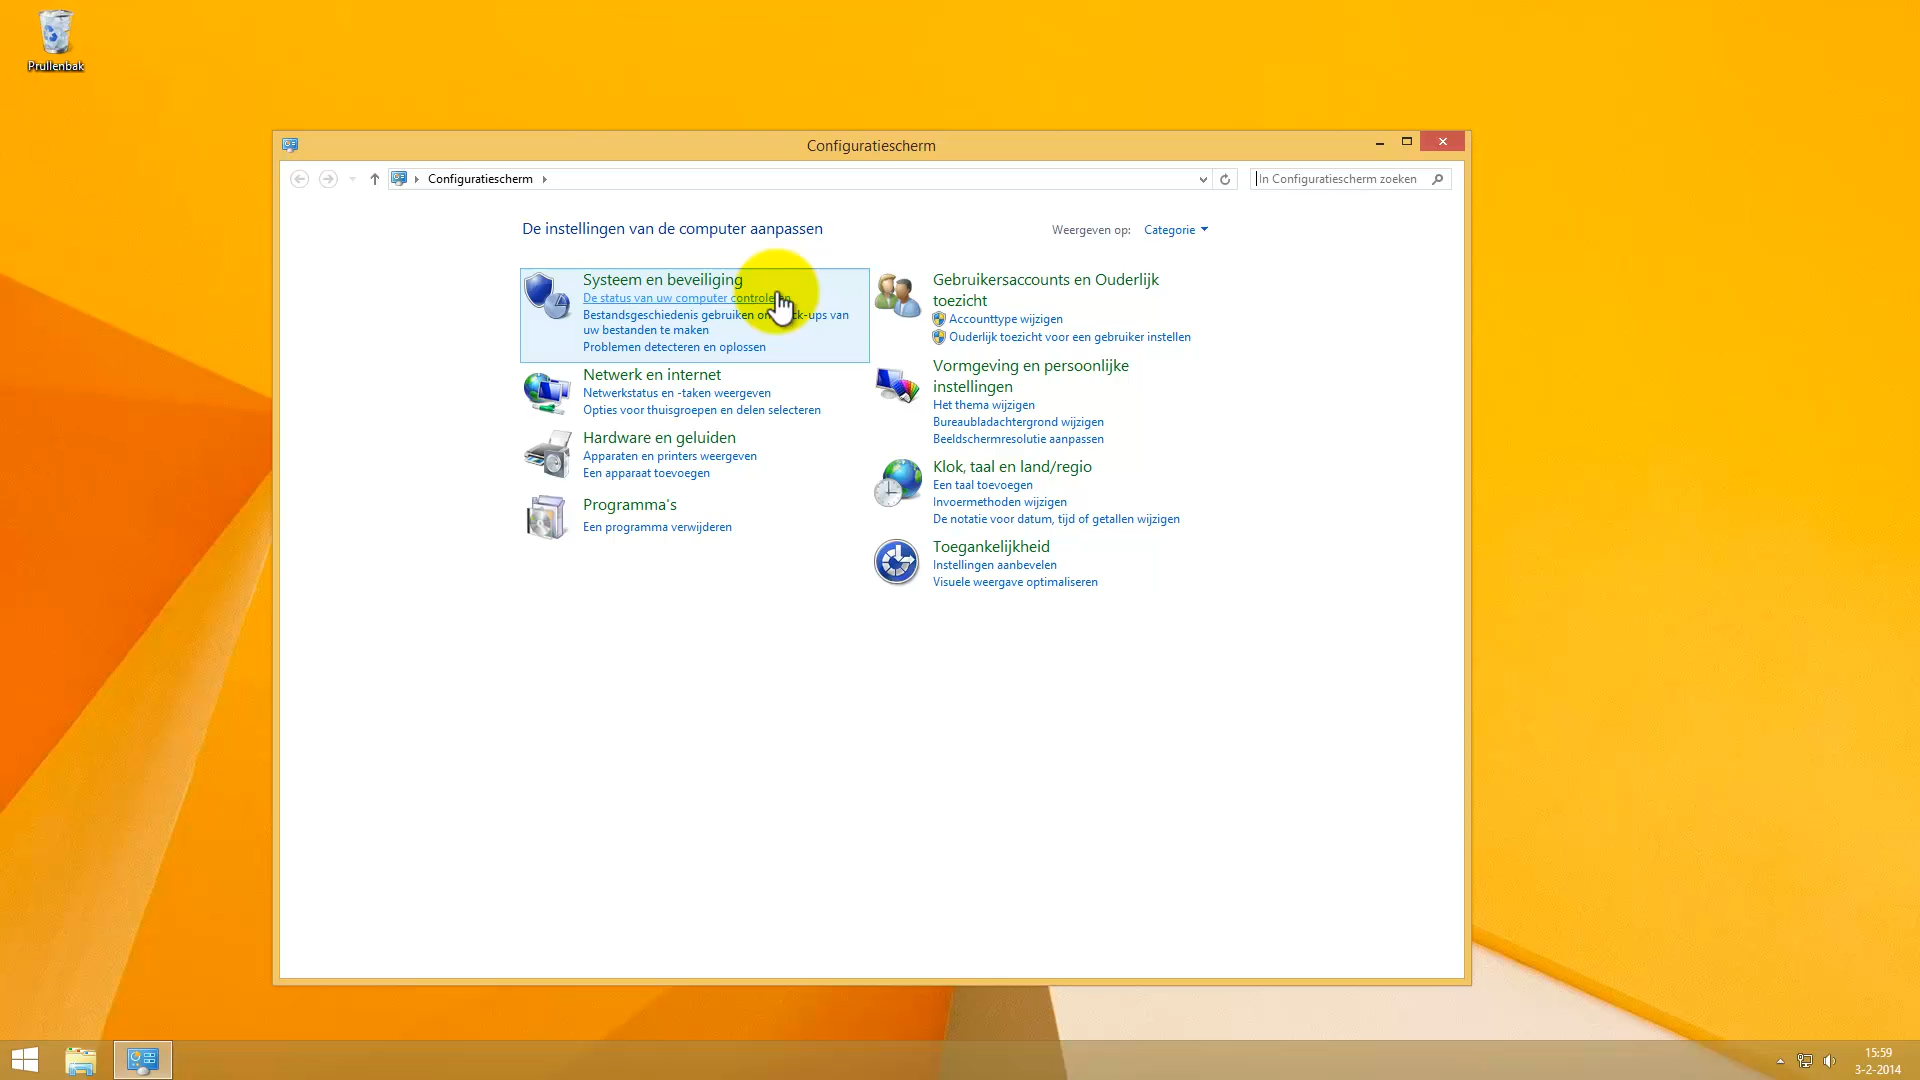 Prullenbak
Configuratiescherm
Configuratiescherm
In Configuratiescherm zoeken
De instellingen van de computer aanpassen
Weergeven op: Categorie
Systeem en beveiliging
De status van uw computer
Bestandsgeschiedenis gebruiken van
uw bestanden te maken
Problemen detecteren en oplossen
Netwerk en internet
Netwerkstatus en -taken weergeven
Opties voor thuisgroepen en delen selecteren
Hardware en geluiden
Apparaten en printers weergeven
Een apparaat toevoegen
Programma's
Een programma verwijderen
Gebruikersaccounts en Ouderlijk
toezicht
Accounttype wijzigen
Ouderlijk toezicht voor een gebruiker instellen
Vormgeving en persoonlijke
instellingen
Het thema wijzigen
Bureaubladachtergrond wijzigen
Beeldschermresolutie aanpassen
Klok, taal en land/regio
Een taal toevoegen
Invoermethoden wijzigen
De notatie voor datum, tijd of getallen wijzigen
Toegankelijkheid
Instellingen aanbevelen
Visuele weergave optimaliseren
15:59
3-2-2014